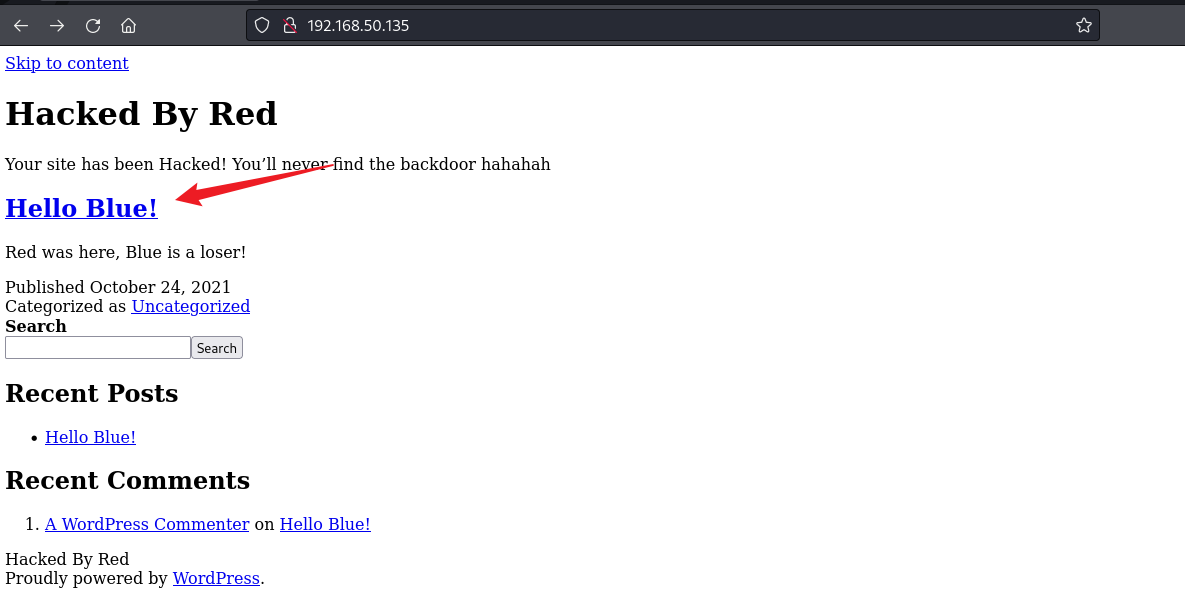 192.168.50.135
Skip to content
Hacked By Red
Your site has been Hacked! You’ll never find the backdoor hahahah
Hello Blue!
Red was here, Blue is a loser!
Published October 24, 2021
Categorized as Uncategorized
Search
Search
Recent Posts
• Hello Blue!
Recent Comments
1. A WordPress Commenter on Hello Blue!
Hacked By Red
Proudly powered by WordPress.